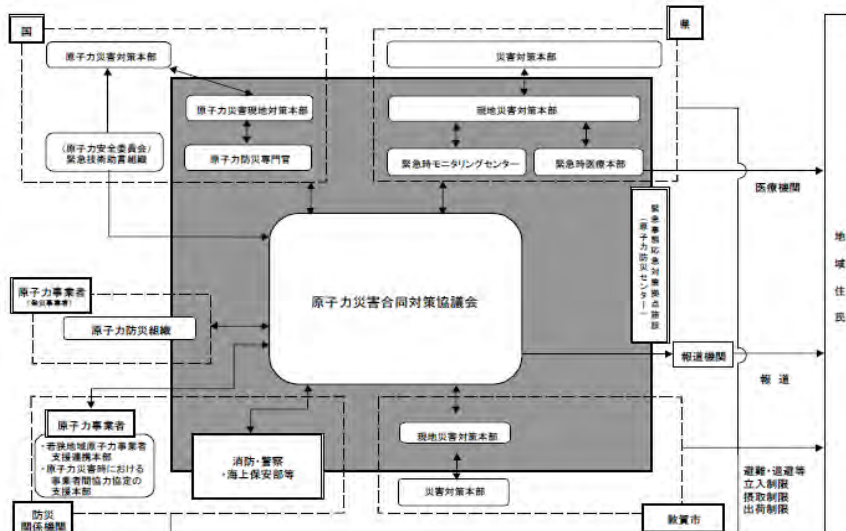 国
県
原子力災害対策本部
災害対策本部
原子力災害現地対策本部
現地災害対策本部
（原子力安全委員会）
緊急技術助言組織
原子力防災専門官
緊急時モニタリングセンター
緊急時医療本部
医療機関
緊急事態応急対策拠点施設
（原子力防災センター）
地域住民
原子力災害合同対策協議会
原子力事業者
（発災事業者）
原子力防災組織
報道機関
報道
原子力事業者
・若狭地域原子力事業者
支援連携本部
・原子力災害時における
事業者間協力協定の
支援本部
消防・警察
・海上保安部等
現地災害対策本部
災害対策本部
避難・退避等
立入制限
摂取制限
出荷制限
防災
関係機関
敦賀市